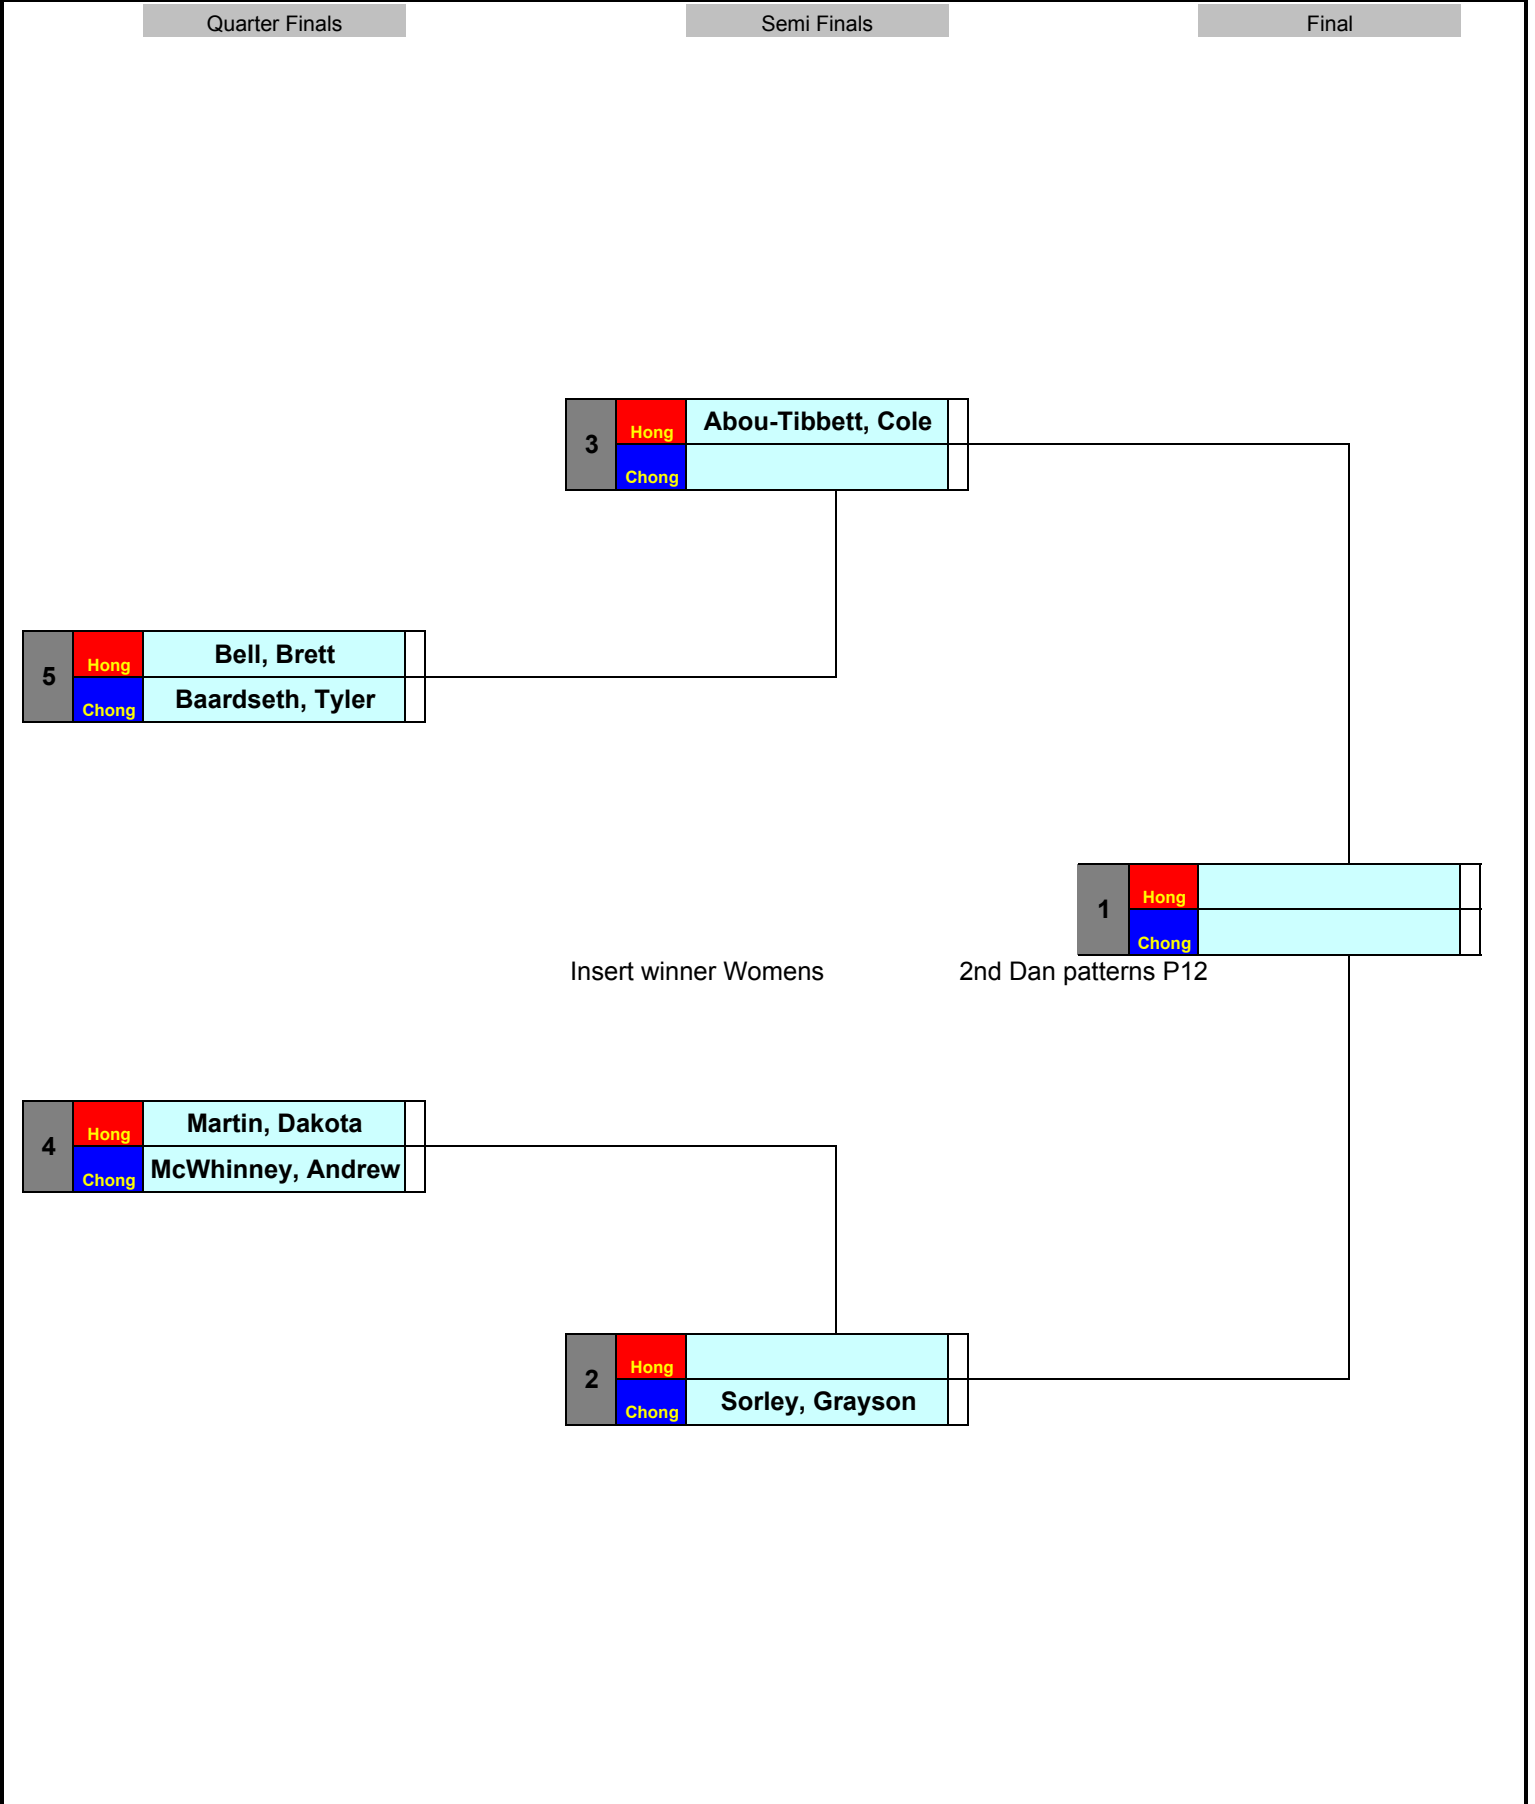 Quarter Finals Semi Finals Final
3 Hong Abou-Tibbett, Cole
Chong
5 Hong Bell, Brett
Chong Baardseth, Tyler
1 Hong
Chong
Insert winner Womens 2nd Dan patterns P12
4 Hong Martin, Dakota
Chong McWhinney, Andrew
2 Hong
Chong Sorley, Grayson